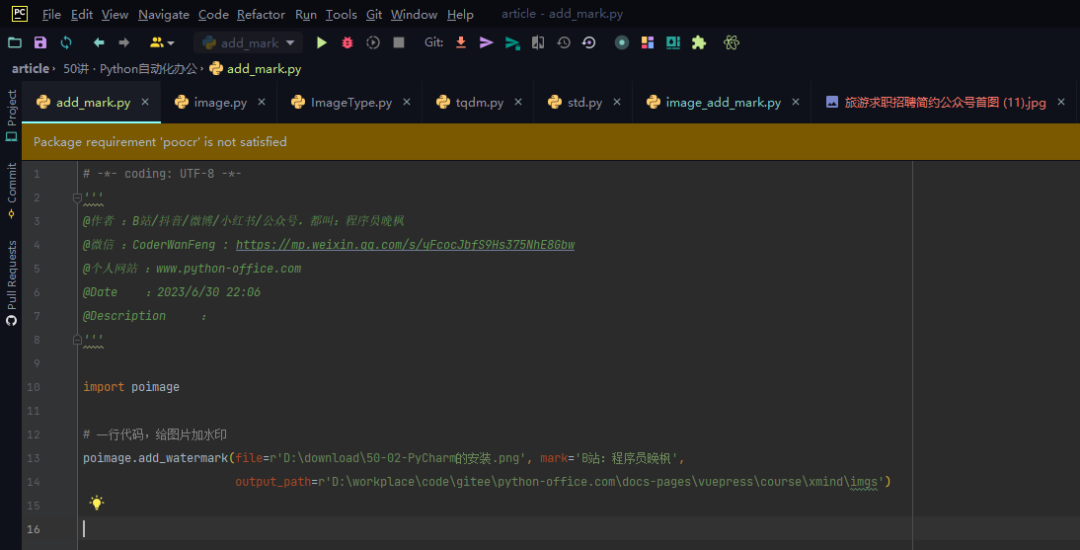 PC File Edit View Navigate Code Refactor Run Tools Git Window Help article - add_mark.py
add_mark Git:
article › 50讲 · Python自动化办公 › add_mark.py
add_mark.py × image.py × ImageType.py × tqdm.py × std.py × image_add_mark.py × 旅游求职招聘简约公众号首图 (11).jpg ×
Project
Commit
Pull Requests
Package requirement 'poocr' is not satisfied
1 # -*- coding: UTF-8 -*-
2 '''
3 @作者 :B站/抖音/微博/小红书/公众号,都叫:程序员晚枫
4 @微信 :CoderWanFeng : https://mp.weixin.qq.com/s/yFcocJbfS9Hs375NhE8Gbw
5 @个人网站 :www.python-office.com
6 @Date :2023/6/30 22:06
7 @Description :
8 '''
9
10 import poimage
11
12 # 一行代码,给图片加水印
13 poimage.add_watermark(file=r'D:\download\50-02-PyCharm的安装.png', mark='B站:程序员晚枫',
14 output_path=r'D:\workplace\code\gitee\python-office.com\docs-pages\vuepress\course\xmind\imgs')
15
16